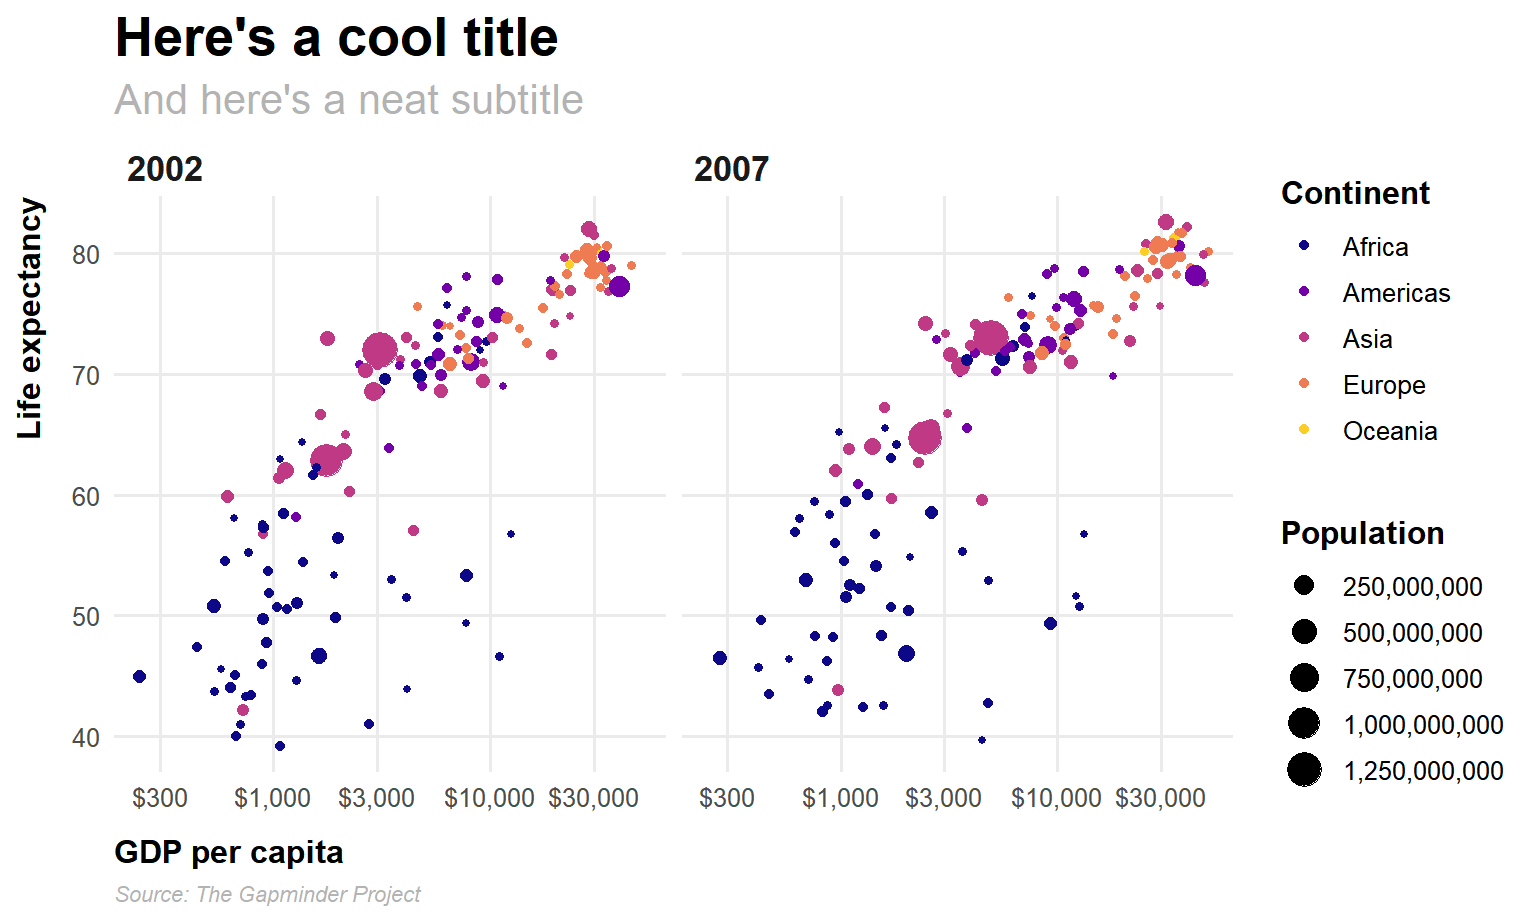 Here's a cool title
And here's a neat subtitle
2002
2007
Life expectancy
80
70
60
50
40
$300 $1,000 $3,000 $10,000 $30,000
$300 $1,000 $3,000 $10,000 $30,000
GDP per capita
Source: The Gapminder Project
Continent
Africa
Americas
Asia
Europe
Oceania
Population
250,000,000
500,000,000
750,000,000
1,000,000,000
1,250,000,000